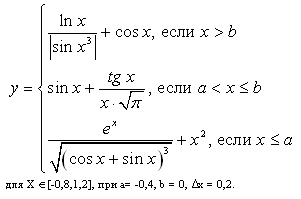 y = { ln x / |sin x³| + cos x, если x > b
sin x + tg x / (x · √π), если a < x ≤ b
eˣ / √((cos x + sin x)³) + x², если x ≤ a
для X ∈[-0,8;1,2], при a= -0,4, b = 0, Δx = 0,2.